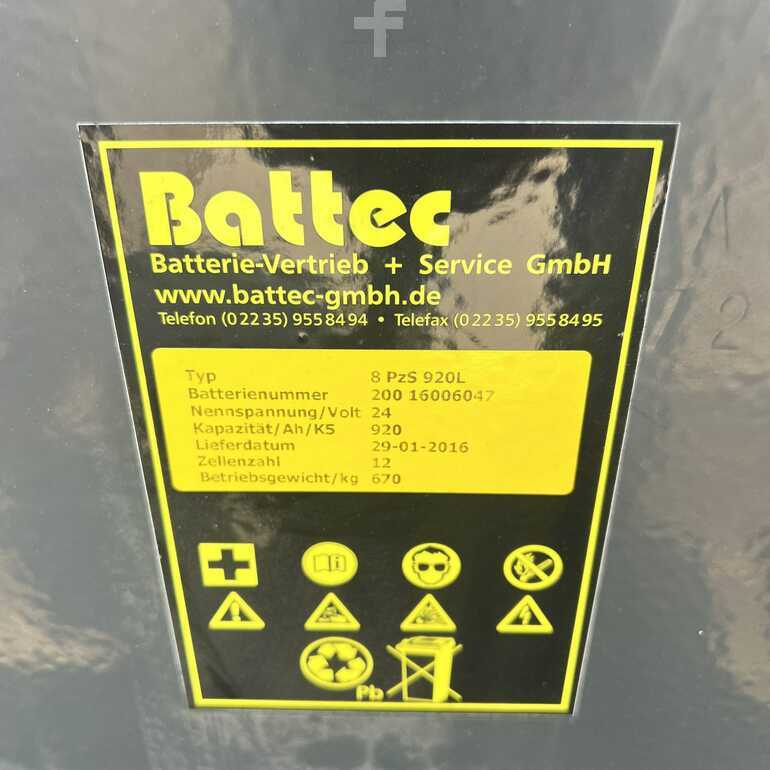 f
Battec
Batterie-Vertrieb + Service GmbH
www.battec-gmbh.de
Telefon (02235) 9558494 • Telefax (02235) 9558495
Typ 8 PzS 920L
Batterienummer 200 16006047
Nennspannung/Volt 24
Kapazität/Ah/K5 920
Lieferdatum 29-01-2016
Zellenzahl 12
Betriebsgewicht/kg 670
Pb